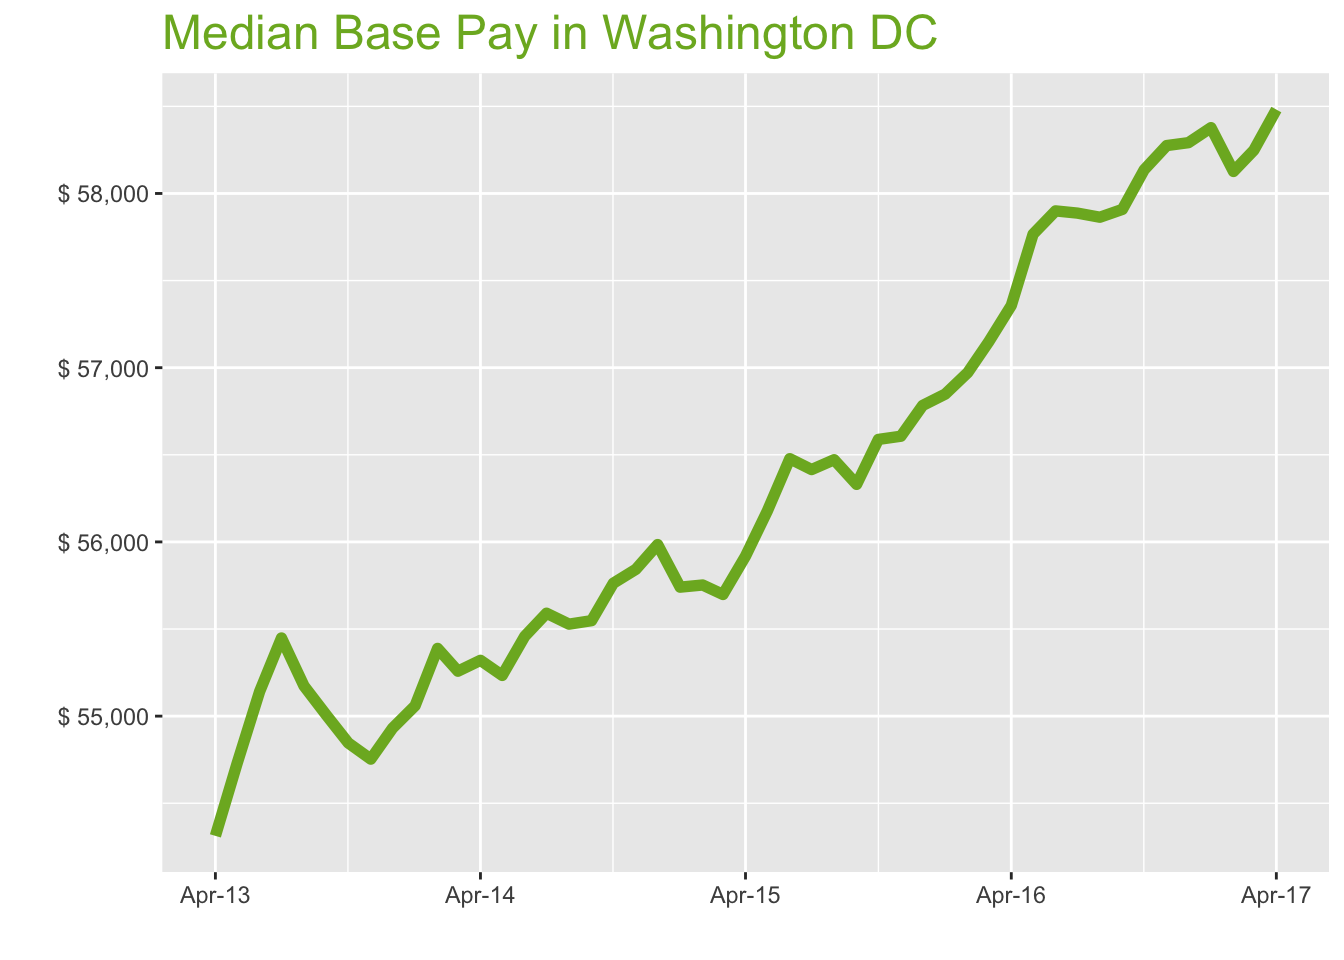 Median Base Pay in Washington DC
$ 58,000
$ 57,000
$ 56,000
$ 55,000
Apr-13 Apr-14 Apr-15 Apr-16 Apr-17